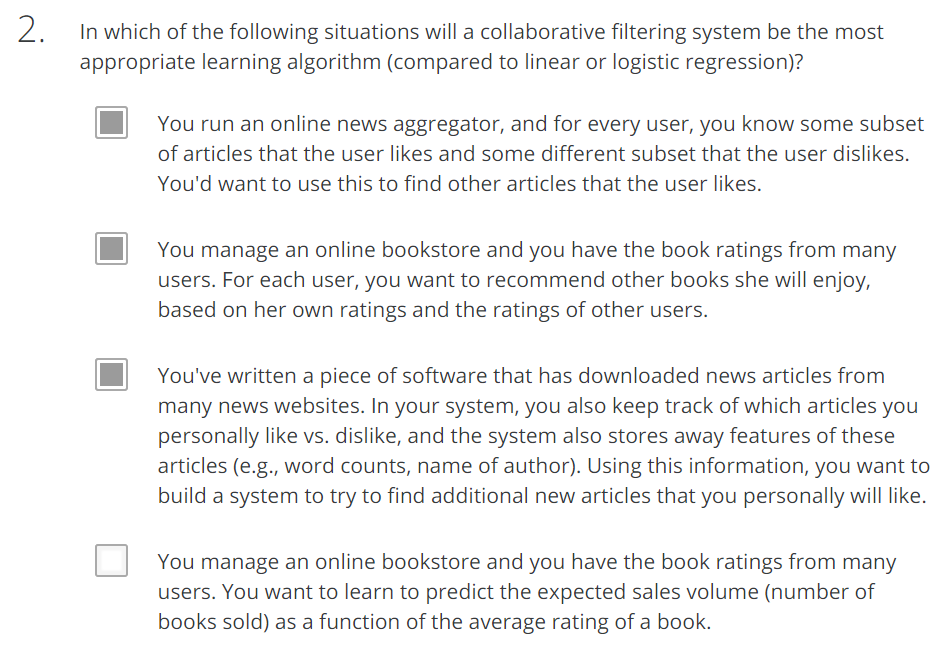 2. In which of the following situations will a collaborative filtering system be the most
appropriate learning algorithm (compared to linear or logistic regression)?
You run an online news aggregator, and for every user, you know some subset
of articles that the user likes and some different subset that the user dislikes.
You'd want to use this to find other articles that the user likes.
You manage an online bookstore and you have the book ratings from many
users. For each user, you want to recommend other books she will enjoy,
based on her own ratings and the ratings of other users.
You've written a piece of software that has downloaded news articles from
many news websites. In your system, you also keep track of which articles you
personally like vs. dislike, and the system also stores away features of these
articles (e.g., word counts, name of author). Using this information, you want to
build a system to try to find additional new articles that you personally will like.
You manage an online bookstore and you have the book ratings from many
users. You want to learn to predict the expected sales volume (number of
books sold) as a function of the average rating of a book.